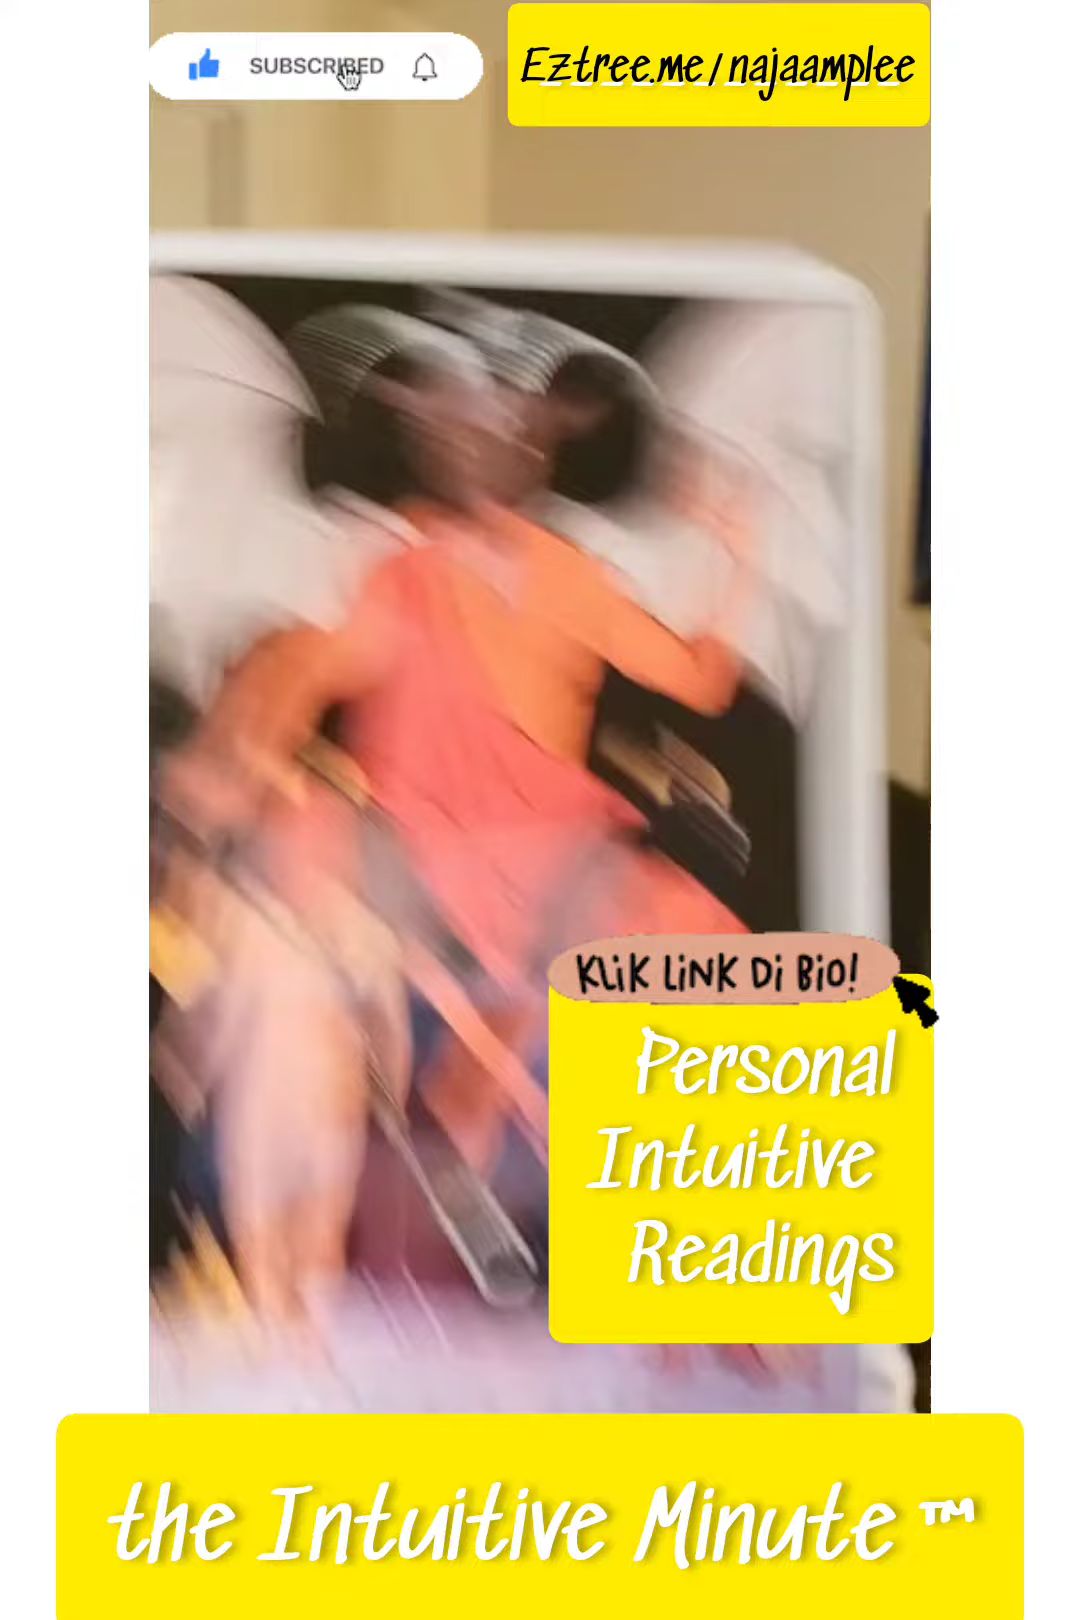 SUBSCRIBED
Eztree.me/najaamplee
KLiK LiNK Di BiO!
Personal
Intuitive
Readings
the Intuitive Minute™